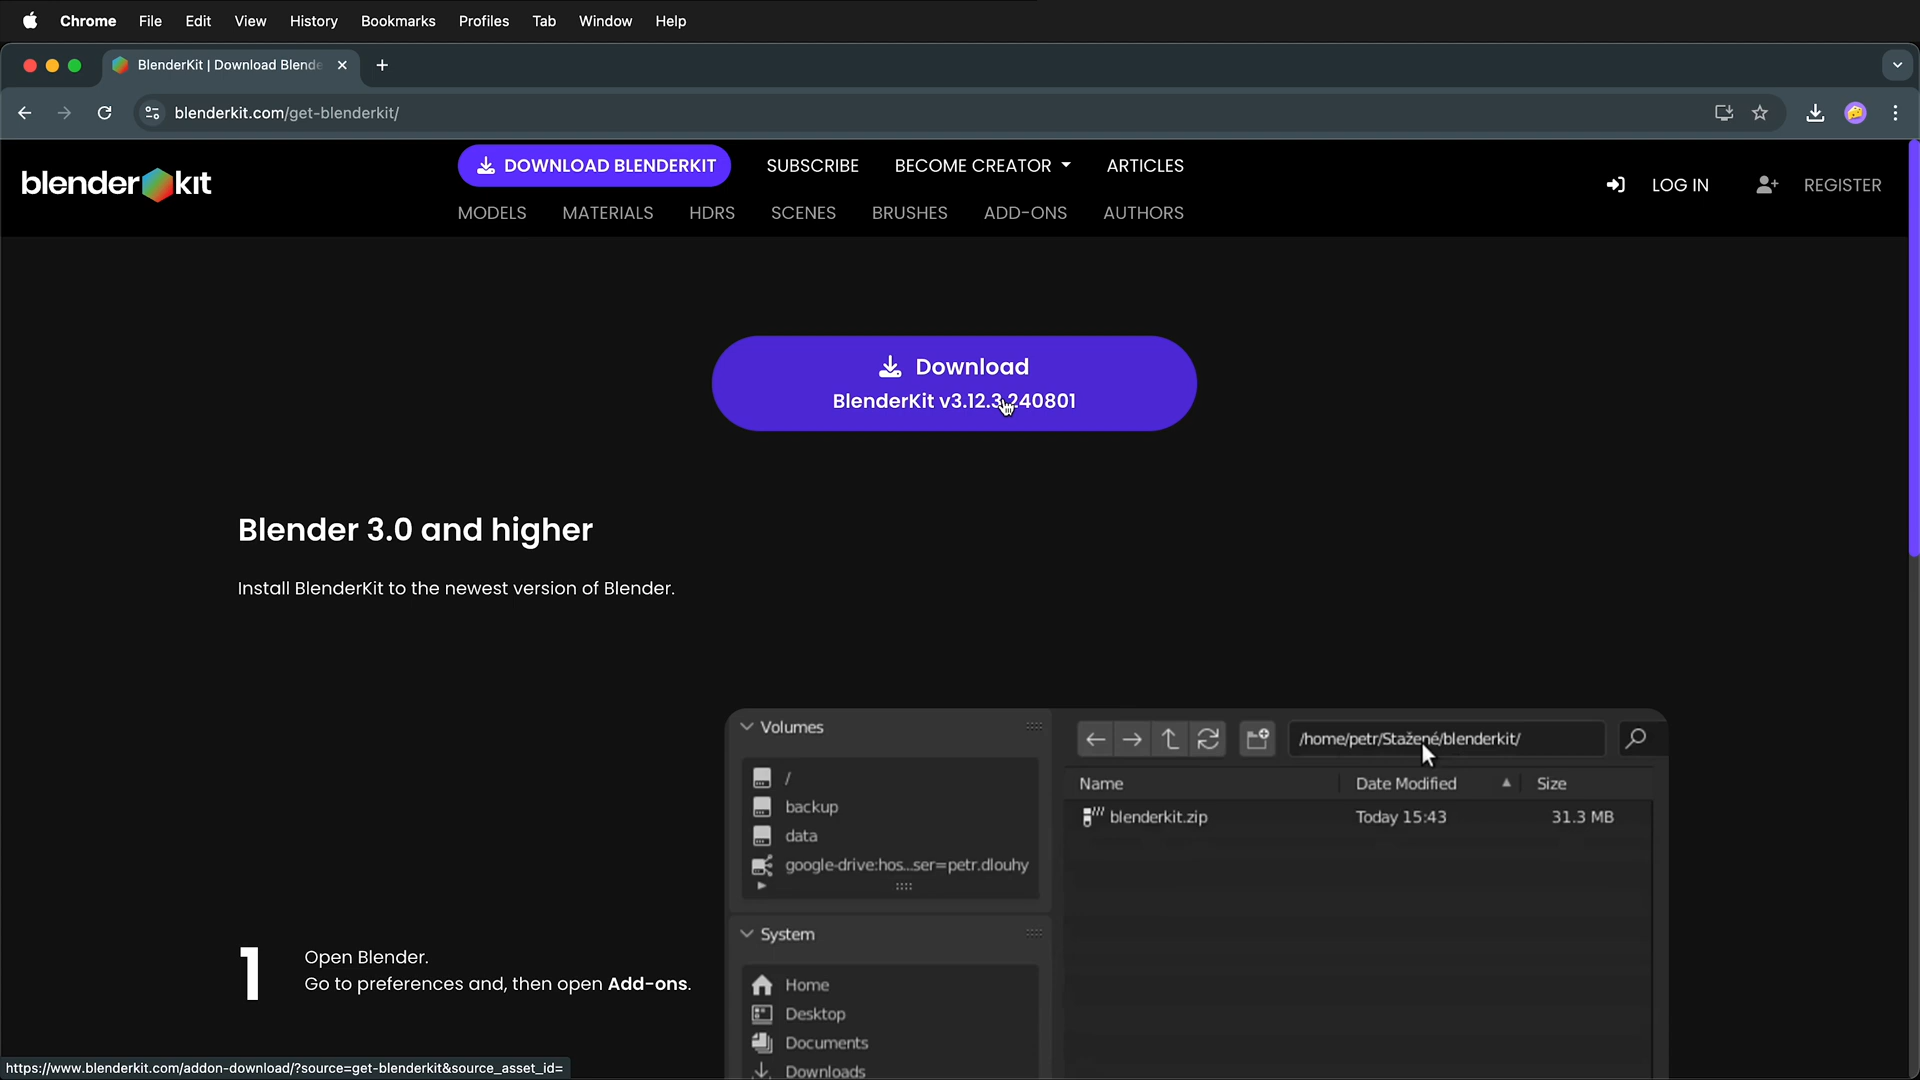 Chrome File Edit View History Bookmarks Profiles Tab Window Help
BlenderKit | Download Blende
blenderkit.com/get-blenderkit/
blenderkit
DOWNLOAD BLENDERKIT SUBSCRIBE BECOME CREATOR ARTICLES
LOG IN REGISTER
MODELS MATERIALS HDRS SCENES BRUSHES ADD-ONS AUTHORS
Download
BlenderKit v3.12.3.240801
Blender 3.0 and higher
Install BlenderKit to the newest version of Blender.
Volumes
/
backup
data
google-drive:hos...ser=petr.dlouhy
System
Home
Desktop
Documents
Downloads
/home/petr/Stažené/blenderkit/
Name Date Modified Size
blenderkit.zip Today 15:43 31.3 MB
1
Open Blender.
Go to preferences and, then open Add-ons.
https://www.blenderkit.com/addon-download/?source=get-blenderkit&source_asset_id=